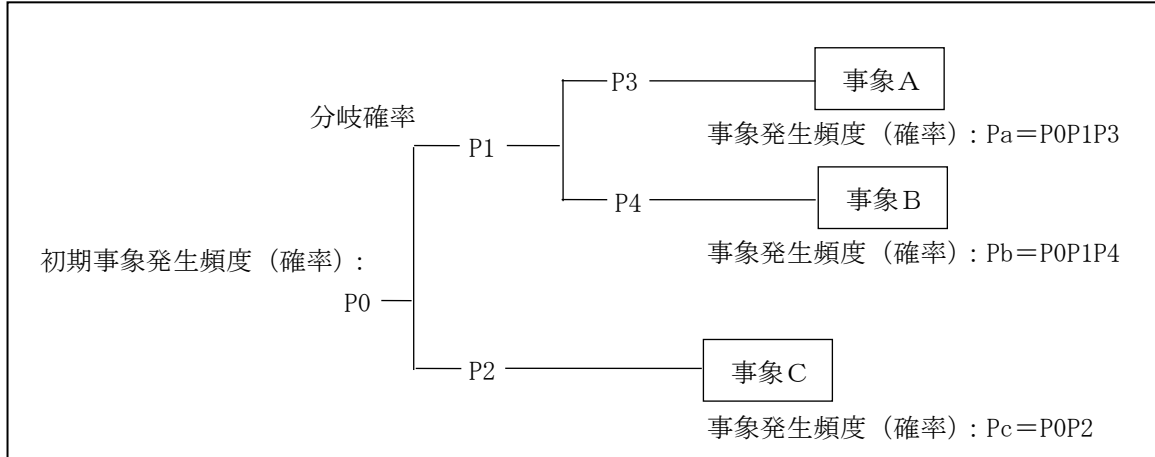 P3
事象A
分岐確率
事象発生頻度（確率）: Pa＝P0P1P3
P1
P4
事象B
初期事象発生頻度（確率）:
事象発生頻度（確率）: Pb＝P0P1P4
P0
P2
事象C
事象発生頻度（確率）: Pc＝P0P2